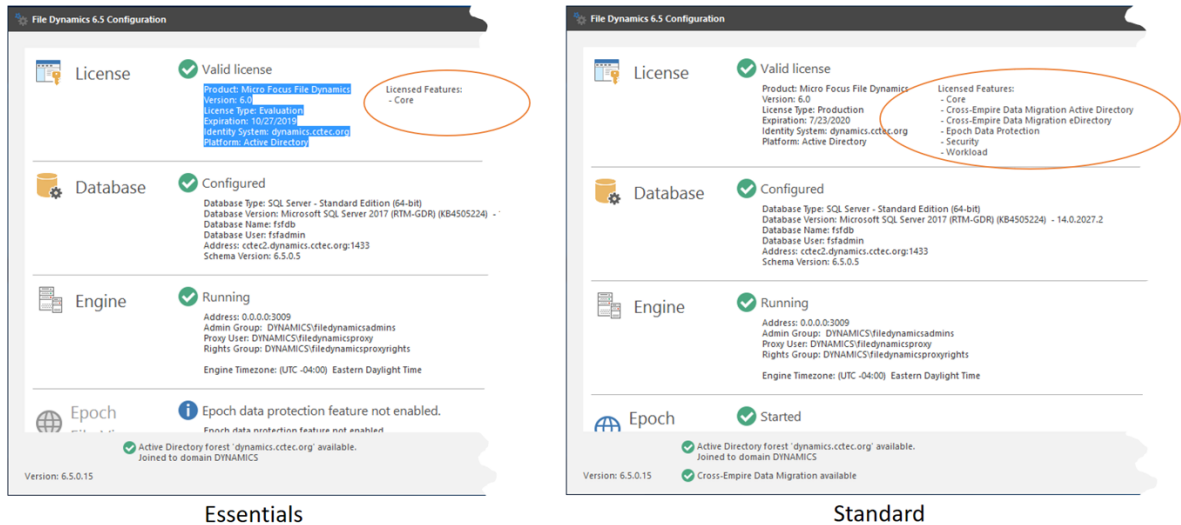 File Dynamics 6.5 Configuration
License
Valid license
Product: Micro Focus File Dynamics
Version: 6.0
License Type: Evaluation
Expiration: 10/27/2019
Identity System: dynamics.cctec.org
Platform: Active Directory
Licensed Features:
- Core
Database
Configured
Database Type: SQL Server - Standard Edition (64-bit)
Database Version: Microsoft SQL Server 2017 (RTM-GDR) (KB4505224) -
Database Name: fsfdb
Database User: fsfadmin
Address: cctec2.dynamics.cctec.org:1433
Schema Version: 6.5.0.5
Engine
Running
Address: 0.0.0.0:3009
Admin Group: DYNAMICS\filedynamicsadmins
Proxy User: DYNAMICS\filedynamicsproxy
Rights Group: DYNAMICS\filedynamicsproxyrights
Engine Timezone: (UTC -04:00) Eastern Daylight Time
Epoch
Epoch data protection feature not enabled.
Epoch data protection feature not enabled
Active Directory forest 'dynamics.cctec.org' available.
Joined to domain DYNAMICS
Version: 6.5.0.15
Essentials
File Dynamics 6.5 Configuration
License
Valid license
Product: Micro Focus File Dynamics
Version: 6.0
License Type: Production
Expiration: 7/23/2020
Identity System: dynamics.cctec.org
Platform: Active Directory
Licensed Features:
- Core
- Cross-Empire Data Migration Active Directory
- Cross-Empire Data Migration eDirectory
- Epoch Data Protection
- Security
- Workload
Database
Configured
Database Type: SQL Server - Standard Edition (64-bit)
Database Version: Microsoft SQL Server 2017 (RTM-GDR) (KB4505224) - 14.0.2027.2
Database Name: fsfdb
Database User: fsfadmin
Address: cctec2.dynamics.cctec.org:1433
Schema Version: 6.5.0.5
Engine
Running
Address: 0.0.0.0:3009
Admin Group: DYNAMICS\filedynamicsadmins
Proxy User: DYNAMICS\filedynamicsproxy
Rights Group: DYNAMICS\filedynamicsproxyrights
Engine Timezone: (UTC -04:00) Eastern Daylight Time
Epoch
Started
Active Directory forest 'dynamics.cctec.org' available.
Joined to domain DYNAMICS
Version: 6.5.0.15
Cross-Empire Data Migration available
Standard